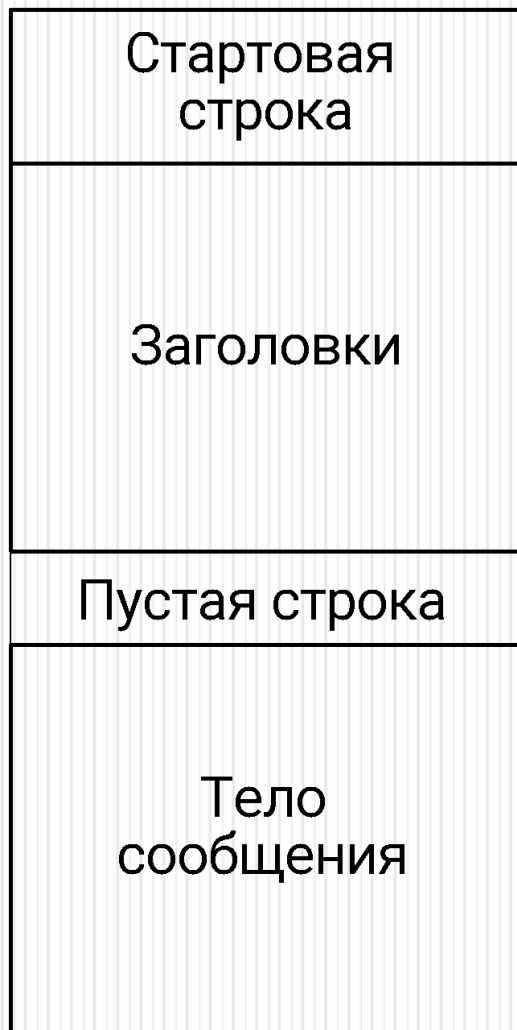 Стартовая
строка
Заголовки
Пустая строка
Тело
сообщения